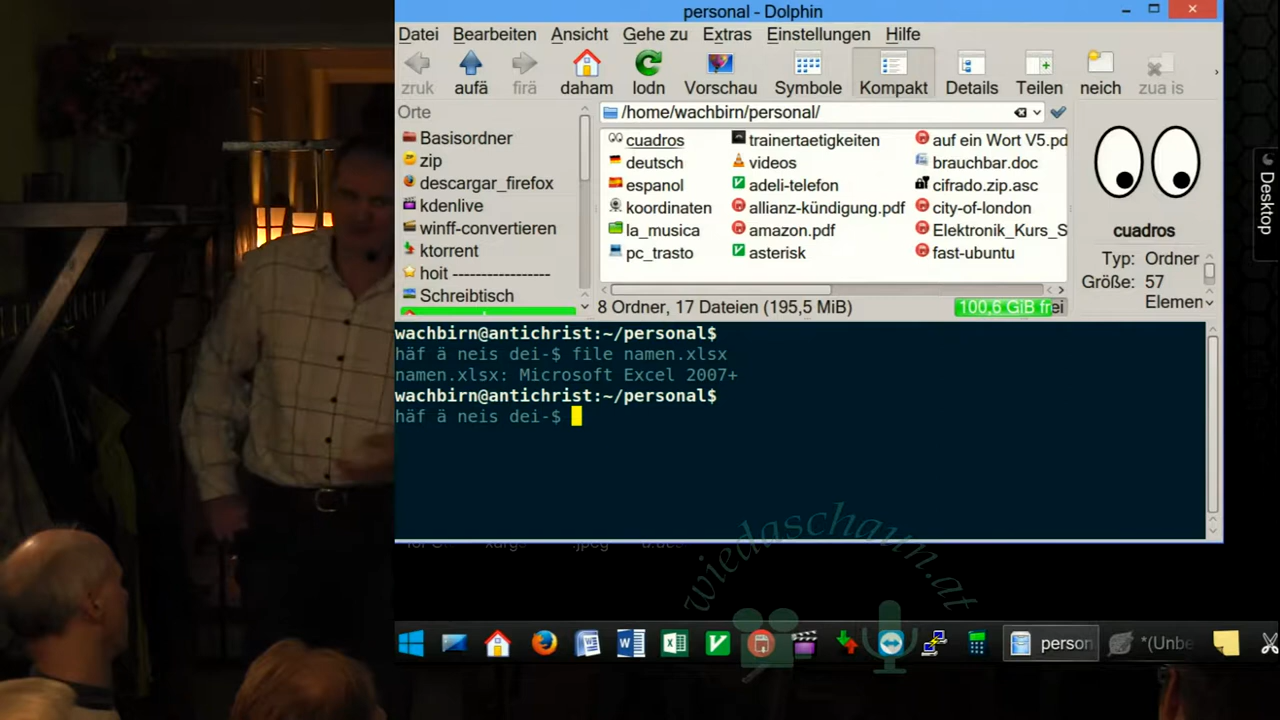 personal - Dolphin
Datei Bearbeiten Ansicht Gehe zu Extras Einstellungen Hilfe
zruk aufä firä daham lodn Vorschau Symbole Kompakt Details Teilen neich zua is
Orte
/home/wachbirn/personal/
Basisordner
zip
descargar_firefox
kdenlive
winff-convertieren
ktorrent
hoit ------------------
Schreibtisch
cuadros
deutsch
espanol
koordinaten
la_musica
pc_trasto
trainertaetigkeiten
videos
adeli-telefon
allianz-kündigung.pdf
amazon.pdf
asterisk
auf ein Wort V5.pd
brauchbar.doc
cifrado.zip.asc
city-of-london
Elektronik_Kurs_S
fast-ubuntu
cuadros
Typ: Ordner
Größe: 57
Elemen
8 Ordner, 17 Dateien (195,5 MiB)
100,6 GiB frei
Desktop
wachbirn@antichrist:~/personal$
häf ä neis dei-$ file namen.xlsx
namen.xlsx: Microsoft Excel 2007+
wachbirn@antichrist:~/personal$
häf ä neis dei-$
wiedaschaun.at
person
*(Unbe